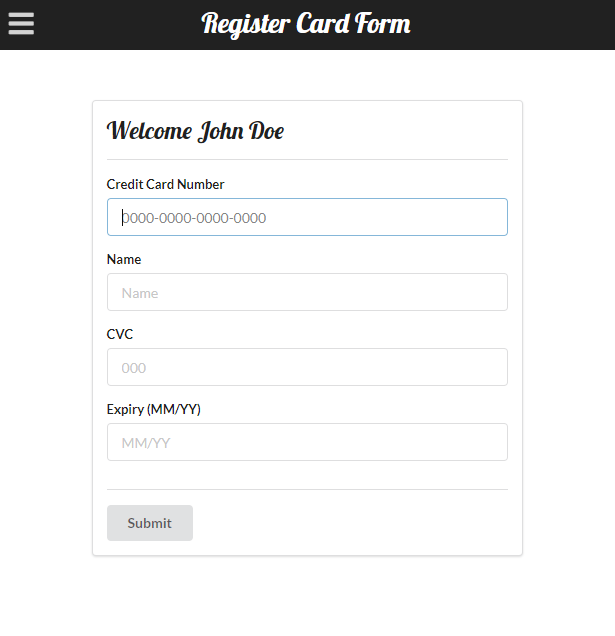 Register Card Form
Welcome John Doe
Credit Card Number
0000-0000-0000-0000
Name
Name
CVC
000
Expiry (MM/YY)
MM/YY
Submit